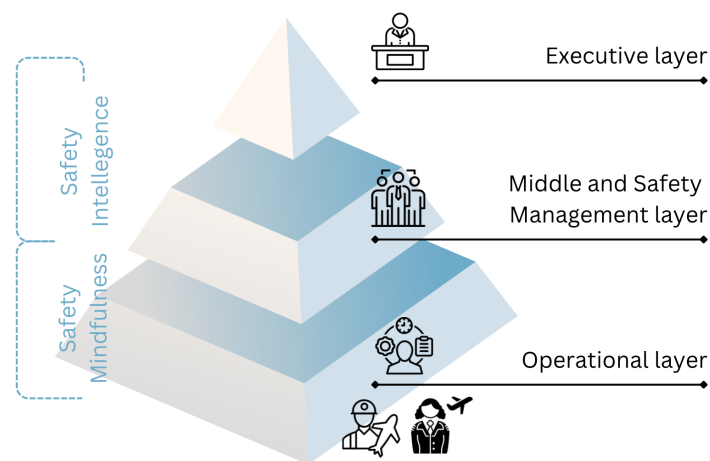 Executive layer
Safety
Intellegence
Middle and Safety
Management layer
Safety
Mindfulness
Operational layer